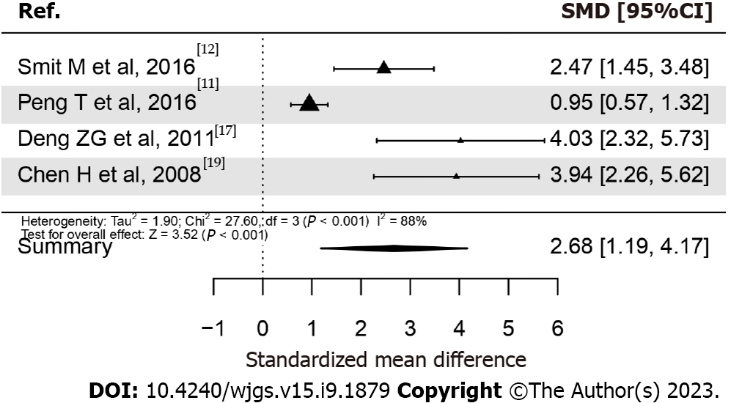 Ref. SMD [95%CI]
Smit M et al, 2016[12] 2.47 [1.45, 3.48]
Peng T et al, 2016[11] 0.95 [0.57, 1.32]
Deng ZG et al, 2011[17] 4.03 [2.32, 5.73]
Chen H et al, 2008[19] 3.94 [2.26, 5.62]
Heterogeneity: Tau² = 1.90; Chi² = 27.60, df = 3 (P < 0.001) I² = 88%
Test for overall effect: Z = 3.52 (P < 0.001)
Summary 2.68 [1.19, 4.17]
−1 0 1 2 3 4 5 6
Standardized mean difference
DOI: 10.4240/wjgs.v15.i9.1879 Copyright ©The Author(s) 2023.